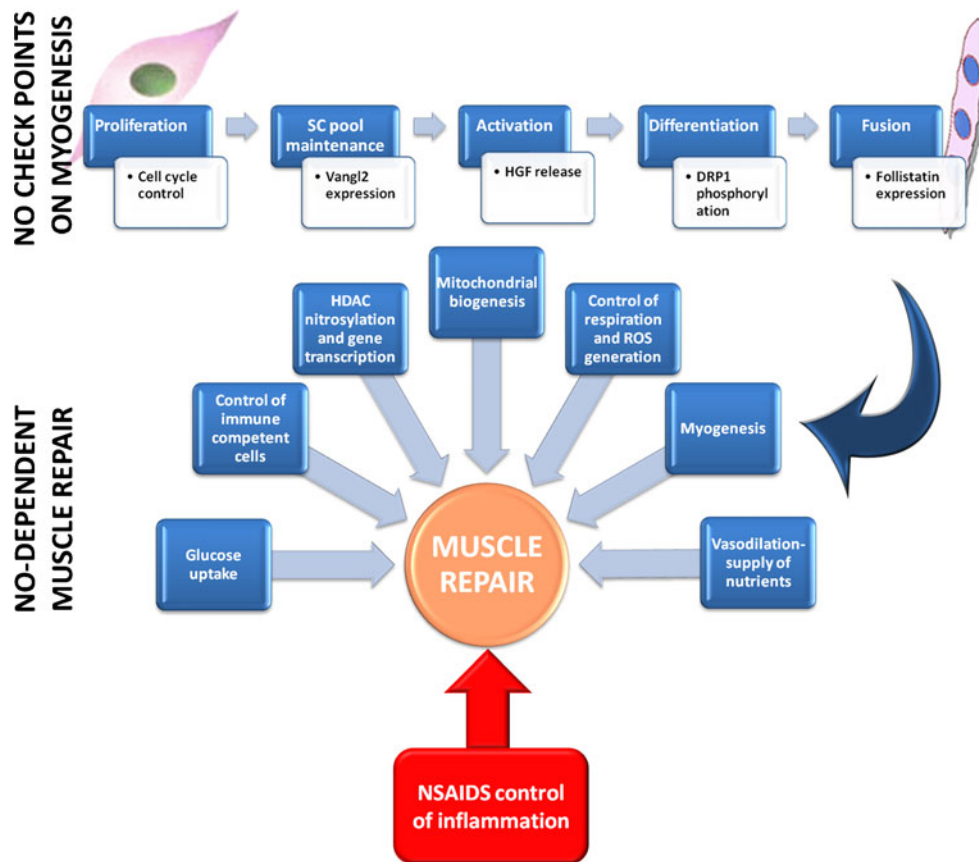 NO CHECK POINTS
ON MYOGENESIS
Proliferation
• Cell cycle
control
SC pool
maintenance
• Vangl2
expression
Activation
• HGF release
Differentiation
• DRP1
phosphoryl
ation
Fusion
• Follistatin
expression
NO-DEPENDENT
MUSCLE REPAIR
Glucose
uptake
Control of
immune
competent
cells
HDAC
nitrosylation
and gene
transcription
Mitochondrial
biogenesis
Control of
respiration
and ROS
generation
Myogenesis
Vasodilation-
supply of
nutrients
MUSCLE
REPAIR
NSAIDS control
of inflammation